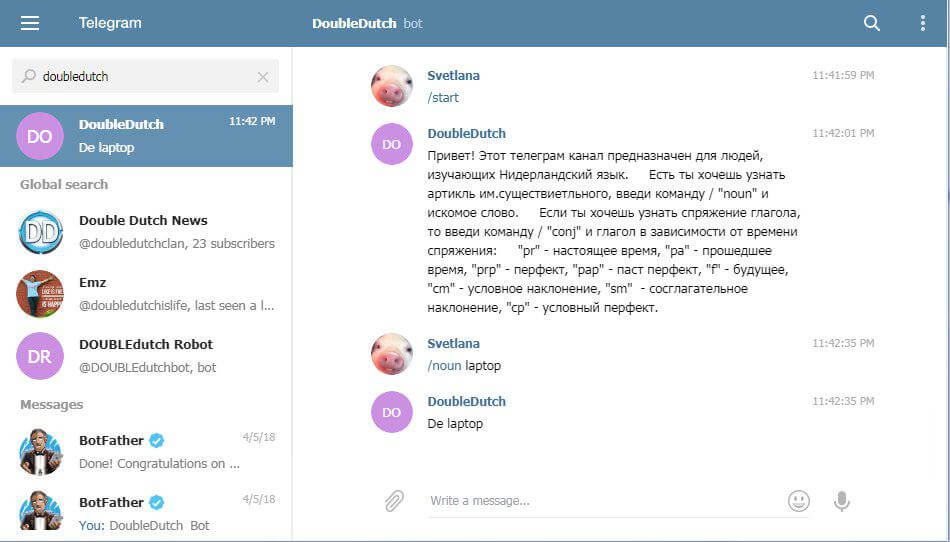 Telegram
DoubleDutch bot
doubledutch
DO
DoubleDutch
11:42 PM
De laptop
Global search
DD
Double Dutch News
@doubledutchclan, 23 subscribers
Emz
@doubledutchislife, last seen a l...
DR
DOUBLEdutch Robot
@DOUBLEdutchbot, bot
Messages
BotFather
4/5/18
Done! Congratulations on ...
BotFather
4/5/18
You: DoubleDutch Bot
Svetlana
11:41:59 PM
/start
DO
DoubleDutch
11:42:01 PM
Привет! Этот телеграм канал предназначен для людей,
изучающих Нидерландский язык. Есть ты хочешь узнать
артикль им.существиетльного, введи команду / "noun" и
искомое слово. Если ты хочешь узнать спряжение глагола,
то введи команду / "conj" и глагол в зависимости от времени
спряжения: "pr" - настоящее время, "pa" - прошедшее
время, "prp" - перфект, "pap" - паст перфект, "f" - будущее,
"cm" - условное наклонение, "sm" - сосглагательное
наклонение, "cp" - условный перфект.
Svetlana
11:42:35 PM
/noun laptop
DO
DoubleDutch
11:42:35 PM
De laptop
Write a message...